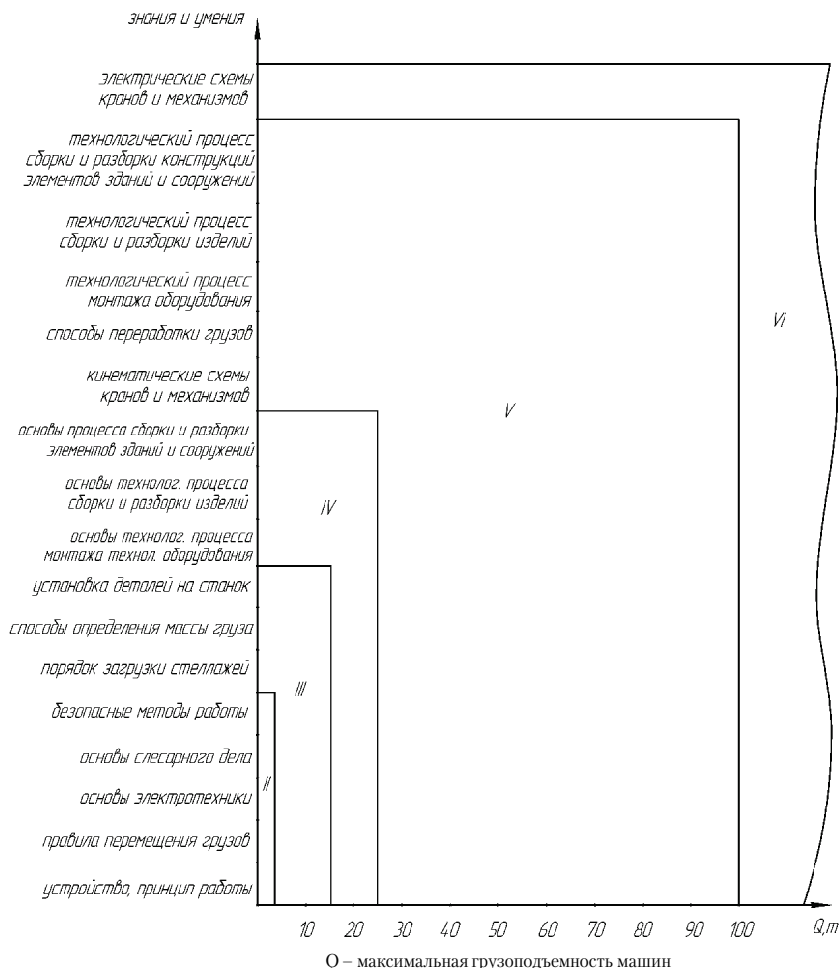 знания и умения
электрические схемы
кранов и механизмов
технологический процесс
сборки и разборки конструкций
элементов зданий и сооружений
технологический процесс
сборки и разборки изделий
технологический процесс
монтажа оборудования
способы переработки грузов
кинематические схемы
кранов и механизмов
основы процесса сборки и разборки
элементов зданий и сооружений
основы технолог. процесса
сборки и разборки изделий
основы технолог. процесса
монтажа технол. оборудования
установка деталей на станок
способы определения массы груза
порядок загрузки стеллажей
безопасные методы работы
основы слесарного дела
основы электротехники
правила перемещения грузов
устройство, принцип работы
II
III
IV
V
VI
10 20 30 40 50 60 70 80 90 100 Q,т
О – максимальная грузоподъемность машин